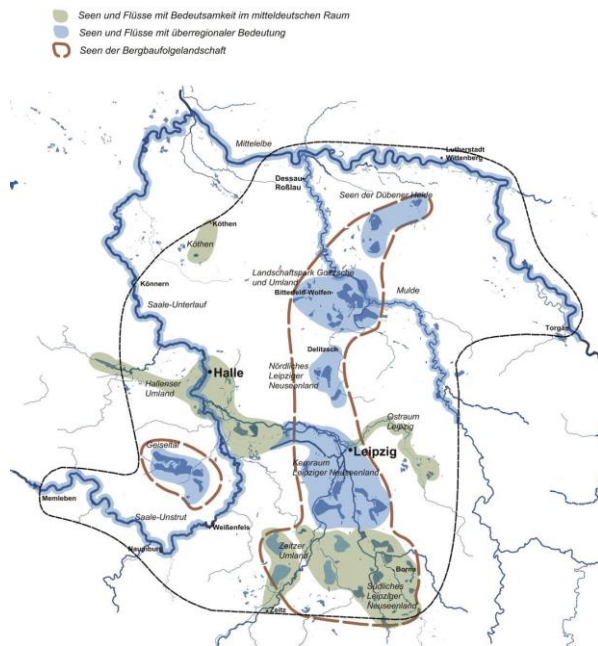 Seen und Flüsse mit Bedeutsamkeit im mitteldeutschen Raum
Seen und Flüsse mit überregionaler Bedeutung
Seen der Bergbaufolgelandschaft
Mittelelbe
Lutherstadt
Wittenberg
Dessau-
Roßlau
Seen der Dübener Heide
Köthen
Köthen
Landschaftspark Goitzsche
und Umland
Könnern
Bitterfeld-Wolfen
Mulde
Saale-Unterlauf
Torgau
Delitzsch
Halle
Nördliches
Leipziger
Neuseenland
Hallenser
Umland
Ostraum
Leipzig
Geiseltal
Leipzig
Kernraum
Leipziger Neuseenland
Memleben
Saale-Unstrut
Weißenfels
Naumburg
Zeitzer
Umland
Borna
Südliches
Leipziger
Neuseenland
Zeitz